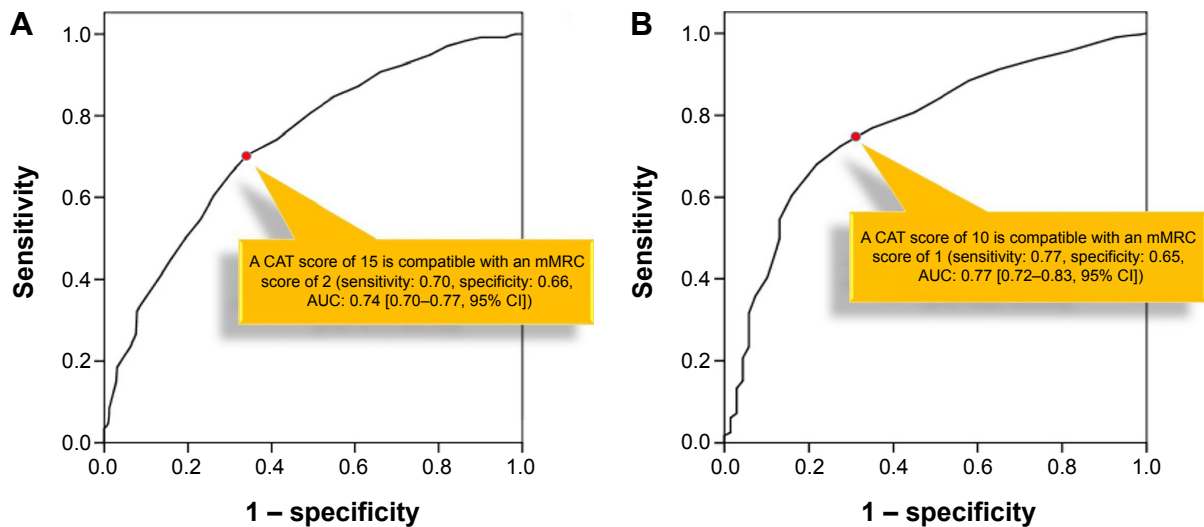 A
1.0
0.8
0.6
0.4
0.2
0.0
Sensitivity
A CAT score of 15 is compatible with an mMRC
score of 2 (sensitivity: 0.70, specificity: 0.66,
AUC: 0.74 [0.70–0.77, 95% CI])
0.0 0.2 0.4 0.6 0.8 1.0
1 – specificity
B
1.0
0.8
0.6
0.4
0.2
0.0
Sensitivity
A CAT score of 10 is compatible with an mMRC
score of 1 (sensitivity: 0.77, specificity: 0.65,
AUC: 0.77 [0.72–0.83, 95% CI])
0.0 0.2 0.4 0.6 0.8 1.0
1 – specificity